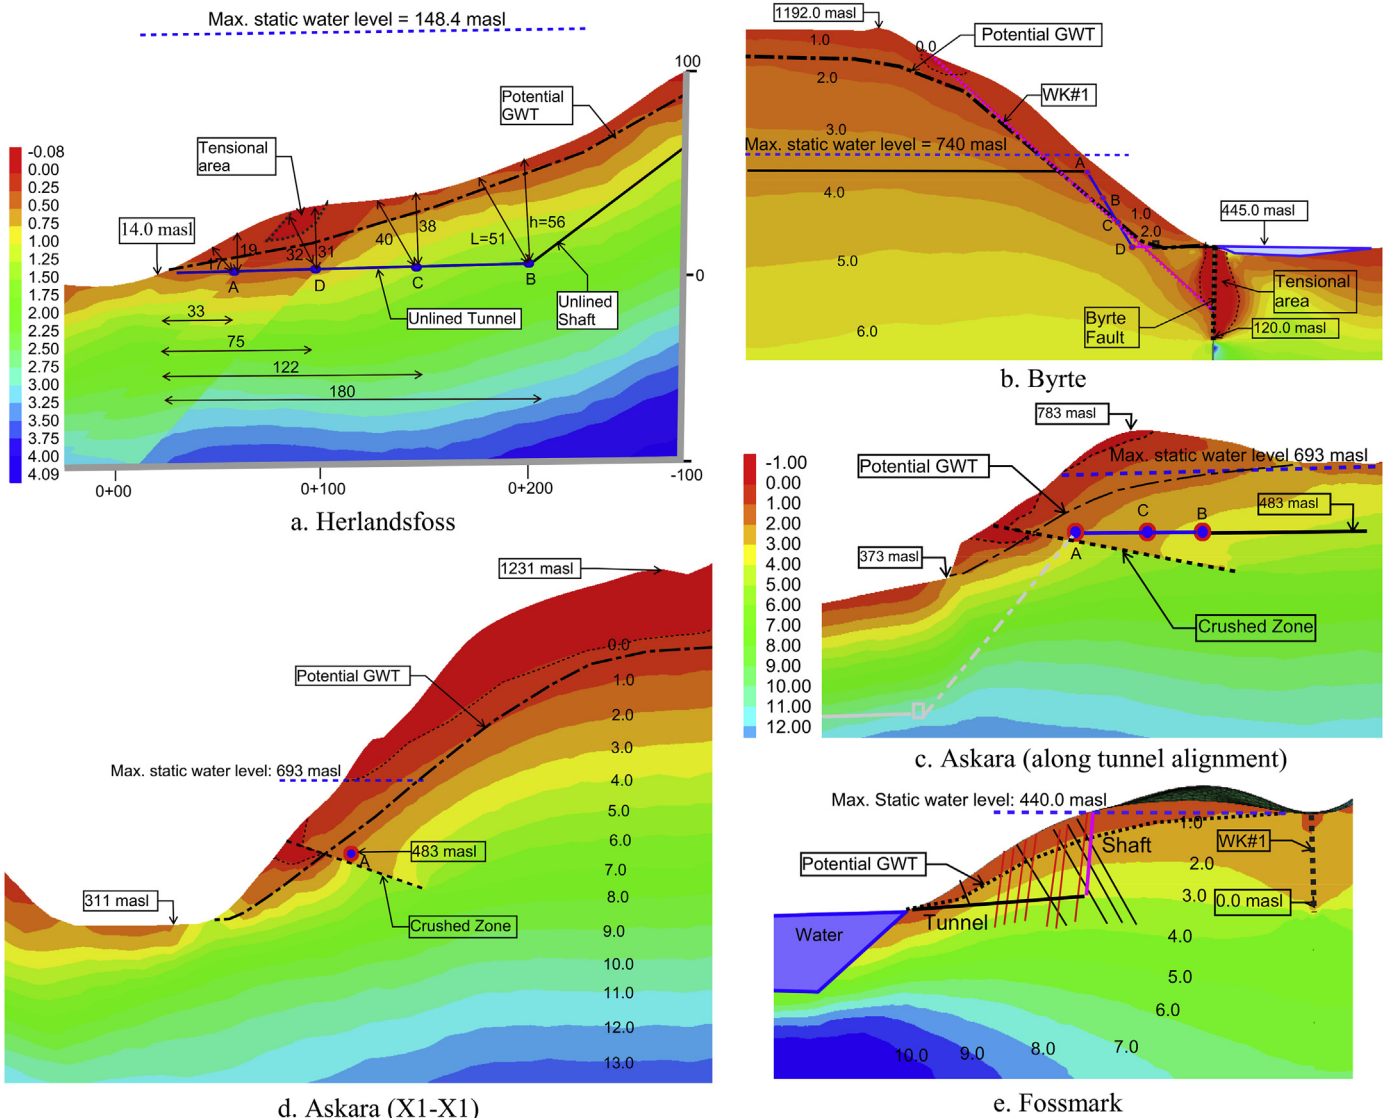 Max. static water level = 148.4 masl
100
Potential
GWT
Tensional
area
-0.08
0.00
0.25
0.25
0.50
0.75
1.00
1.25
1.50
1.75
2.00
2.25
2.50
2.75
3.00
3.25
3.50
3.75
4.00
4.09
14.0 masl
19
17
32
31
40
38
L=51
h=56
A
D
C
B
0
Unlined Tunnel
Unlined
Shaft
33
75
122
180
0+00
0+100
0+200
-100
a. Herlandsfoss
1192.0 masl
1.0
0.0
Potential GWT
2.0
WK#1
3.0
Max. static water level = 740 masl
A
4.0
B
1.0
C
2.0
D
445.0 masl
5.0
Tensional
area
Byrte
Fault
120.0 masl
6.0
b. Byrte
783 masl
-1.00
0.00
1.00
2.00
3.00
4.00
5.00
6.00
7.00
8.00
9.00
10.00
11.00
12.00
Potential GWT
Max. static water level 693 masl
483 masl
C
B
A
373 masl
Crushed Zone
c. Askara (along tunnel alignment)
1231 masl
0.0
Potential GWT
1.0
2.0
3.0
Max. static water level: 693 masl
4.0
5.0
6.0
A
483 masl
7.0
8.0
311 masl
Crushed Zone
9.0
10.0
11.0
12.0
13.0
d. Askara (X1-X1)
Max. Static water level: 440.0 masl
1.0
Shaft
WK#1
Potential GWT
2.0
3.0
0.0 masl
Tunnel
Water
4.0
5.0
6.0
7.0
8.0
9.0
10.0
e. Fossmark